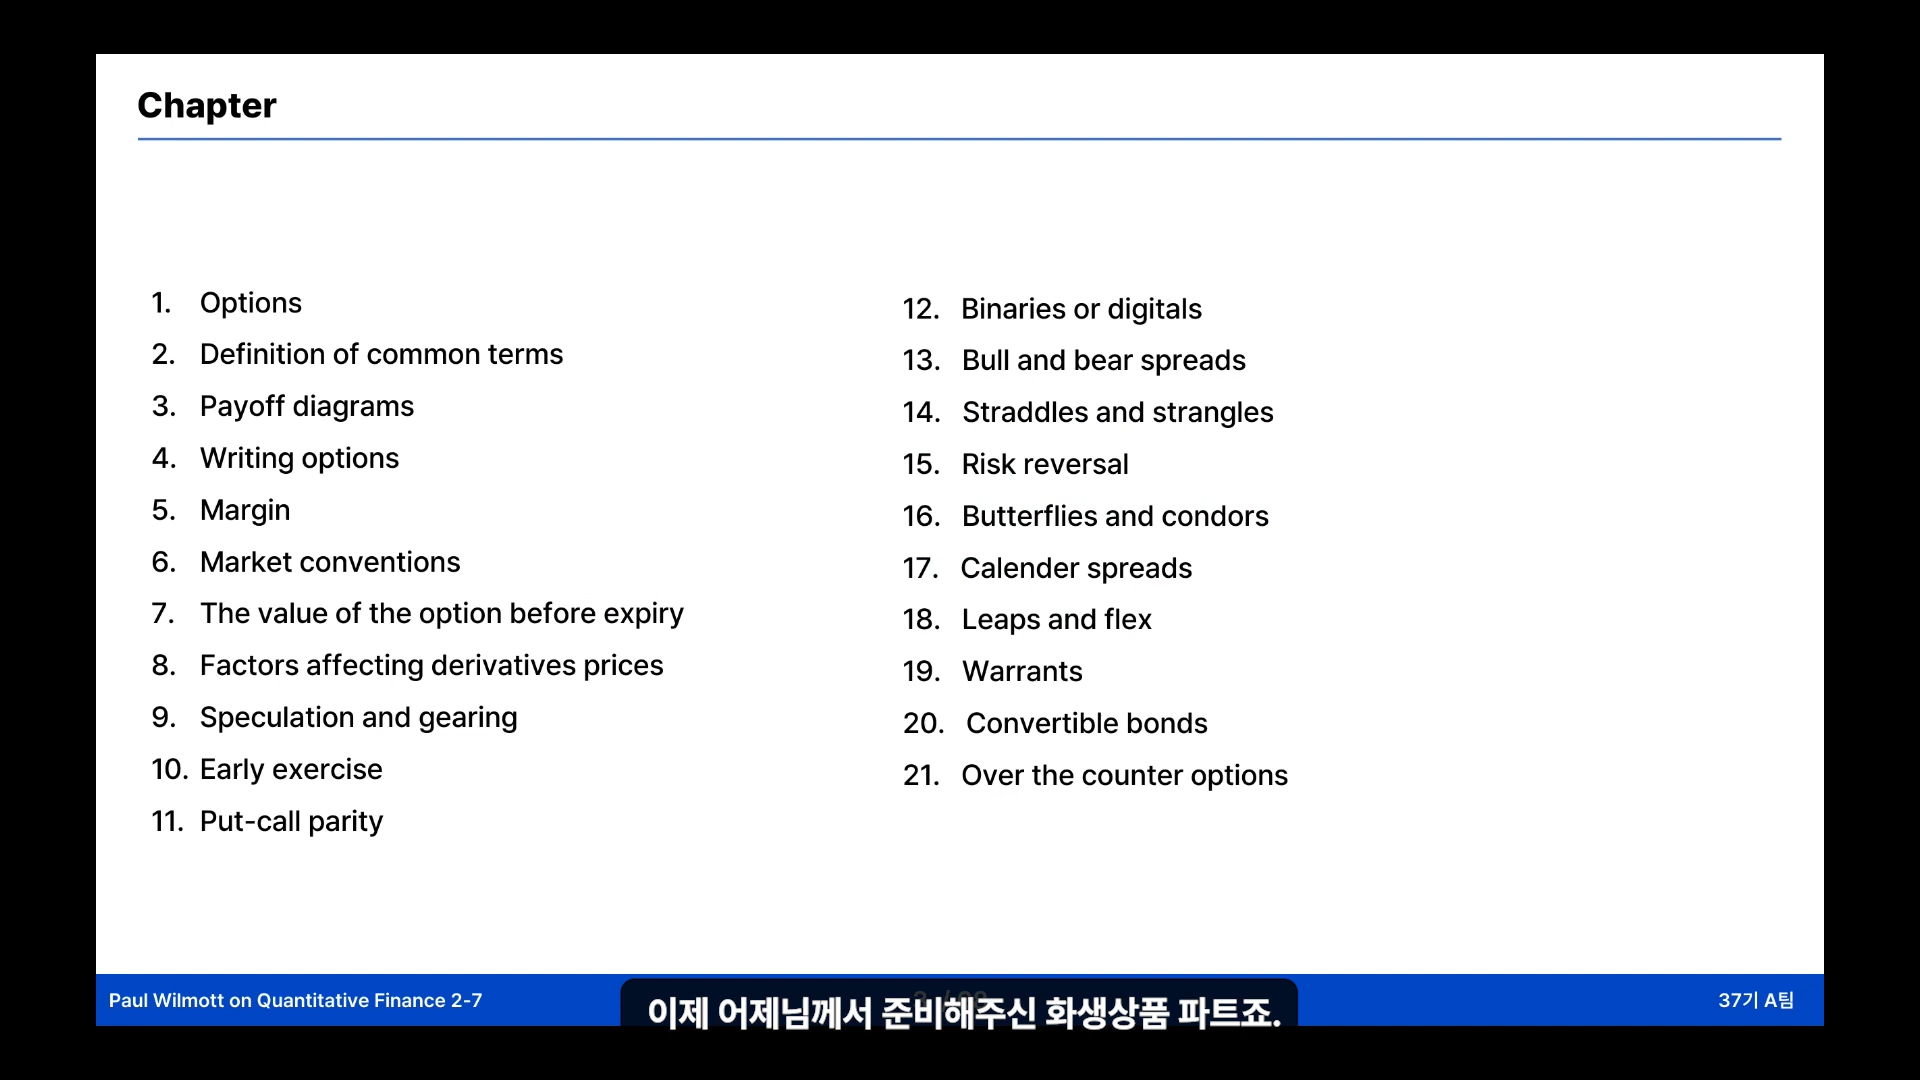 Chapter
1. Options
2. Definition of common terms
3. Payoff diagrams
4. Writing options
5. Margin
6. Market conventions
7. The value of the option before expiry
8. Factors affecting derivatives prices
9. Speculation and gearing
10. Early exercise
11. Put-call parity
12. Binaries or digitals
13. Bull and bear spreads
14. Straddles and strangles
15. Risk reversal
16. Butterflies and condors
17. Calender spreads
18. Leaps and flex
19. Warrants
20. Convertible bonds
21. Over the counter options
Paul Wilmott on Quantitative Finance 2-7
이제 어제님께서 준비해주신 화생상품 파트죠.
37기 A팀